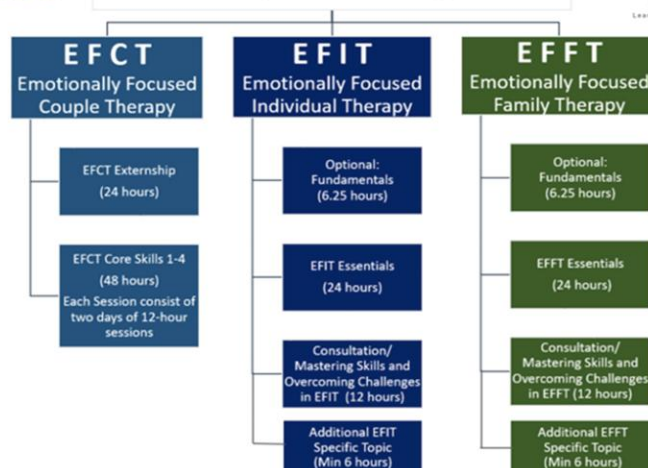 EFCT
Emotionally Focused
Couple Therapy
EFCT Externship
(24 hours)
EFCT Core Skills 1-4
(48 hours)
Each Session consist of
two days of 12-hour
sessions
EFIT
Emotionally Focused
Individual Therapy
Optional:
Fundamentals
(6.25 hours)
EFIT Essentials
(24 hours)
Consultation/
Mastering Skills and
Overcoming Challenges
in EFIT (12 hours)
Additional EFIT
Specific Topic
(Min 6 hours)
EFFT
Emotionally Focused
Family Therapy
Optional:
Fundamentals
(6.25 hours)
EFFT Essentials
(24 hours)
Consultation/
Mastering Skills and
Overcoming Challenges
in EFFT (12 hours)
Additional EFFT
Specific Topic
(Min 6 hours)